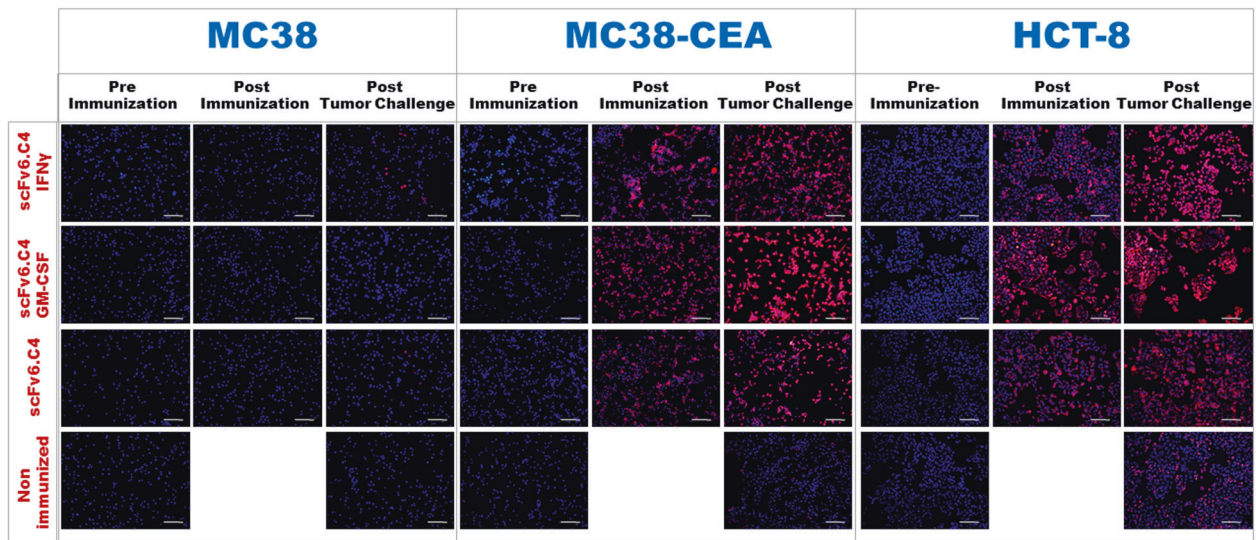 MC38
MC38-CEA
HCT-8
Pre
Immunization
Post
Immunization
Post
Tumor Challenge
Pre
Immunization
Post
Immunization
Post
Tumor Challenge
Pre-
Immunization
Post
Immunization
Post
Tumor Challenge
scFv6.C4
IFNγ
scFv6.C4
GM-CSF
scFv6.C4
Non
immunized